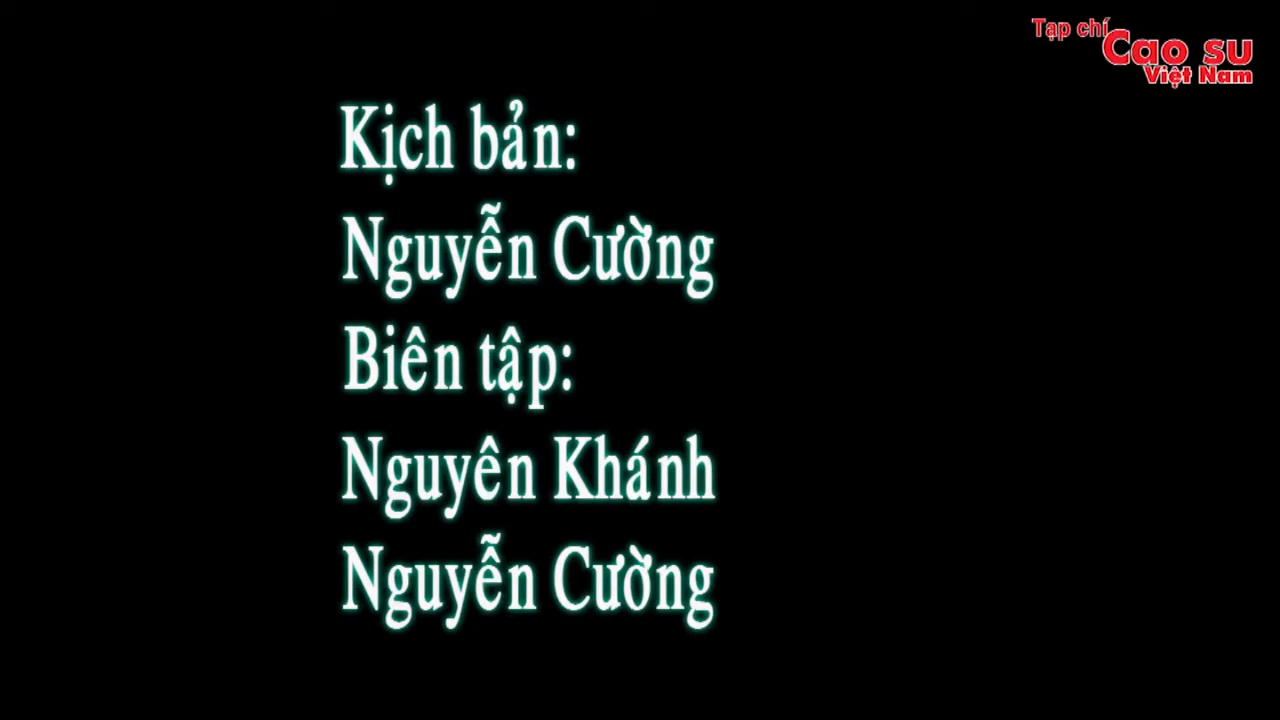 Tạp chí
Cao su
Việt Nam
Kịch bản:
Nguyễn Cường
Biên tập:
Nguyên Khánh
Nguyễn Cường